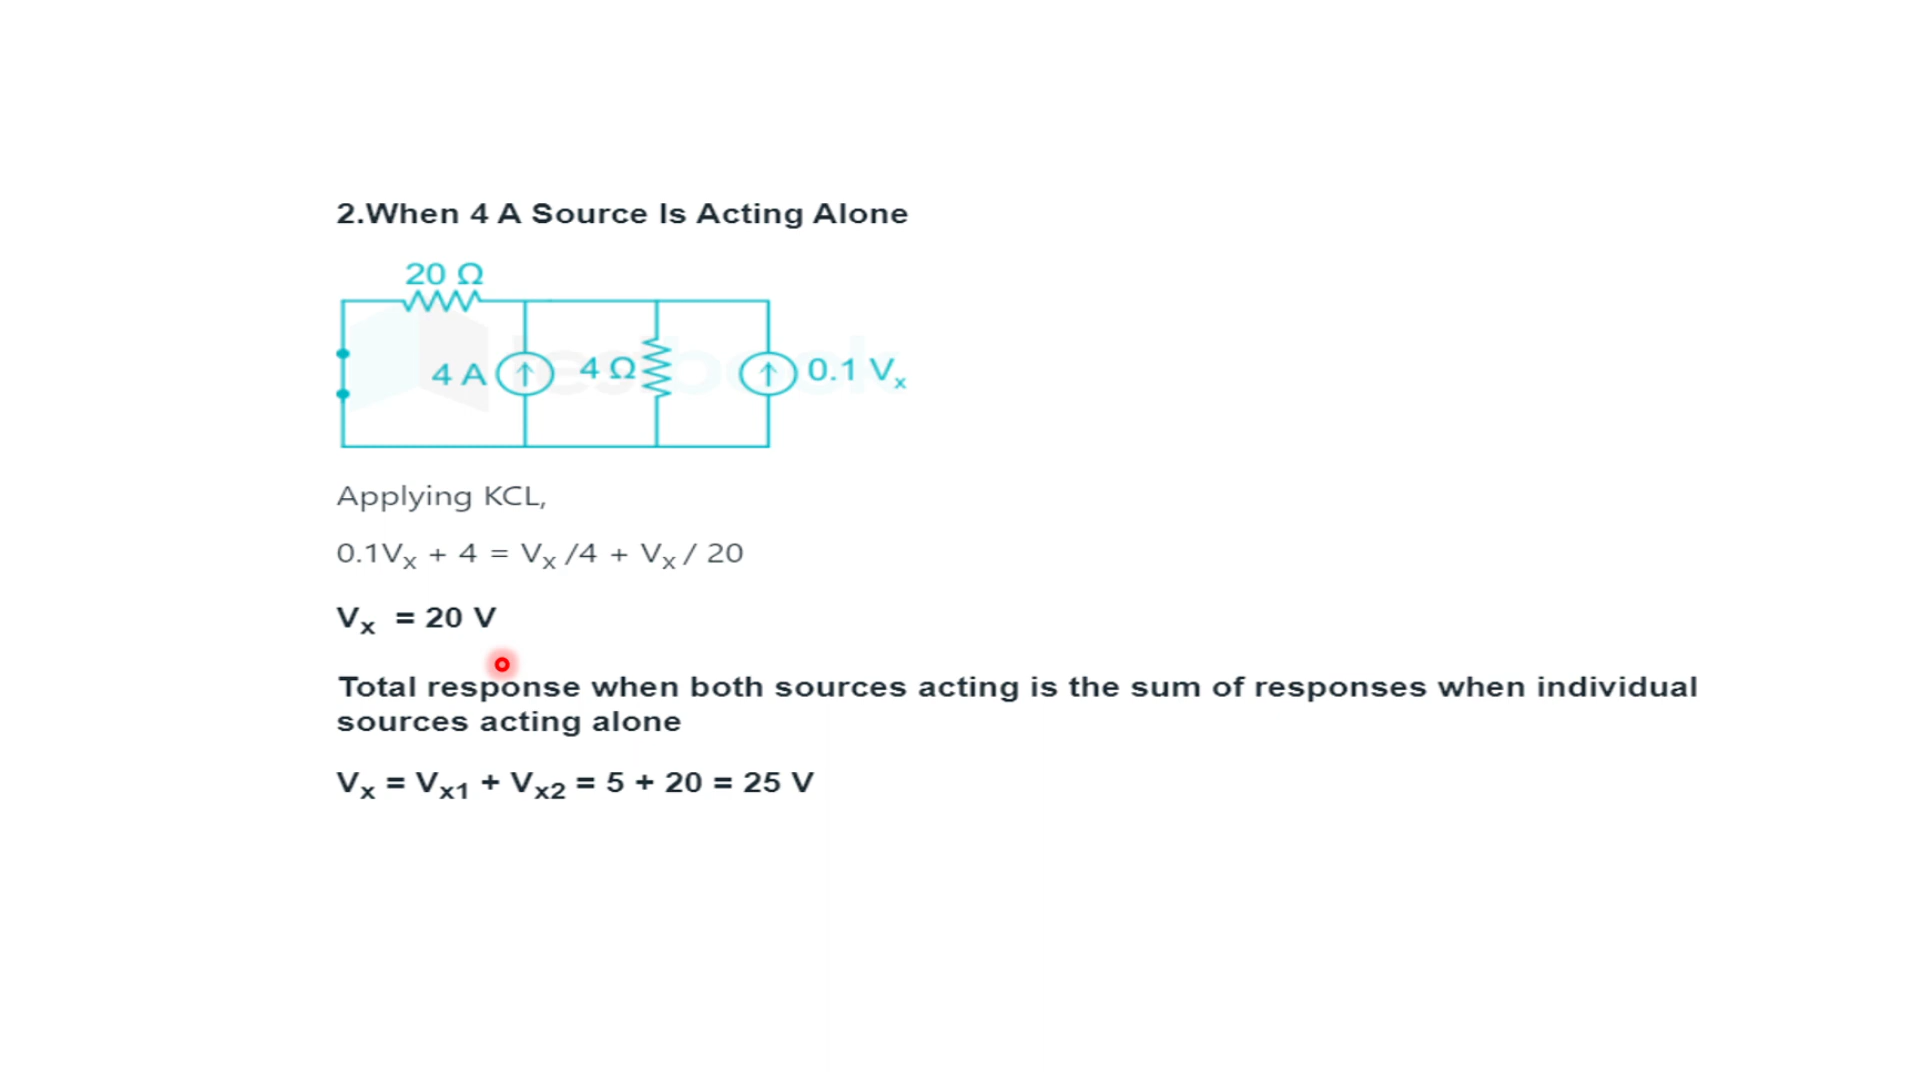 2.When 4 A Source Is Acting Alone
20 Ω
4 A
4 Ω
0.1 Vₓ
Applying KCL,
0.1Vₓ + 4 = Vₓ /4 + Vₓ / 20
Vₓ = 20 V
Total response when both sources acting is the sum of responses when individual
sources acting alone
Vₓ = Vₓ₁ + Vₓ₂ = 5 + 20 = 25 V